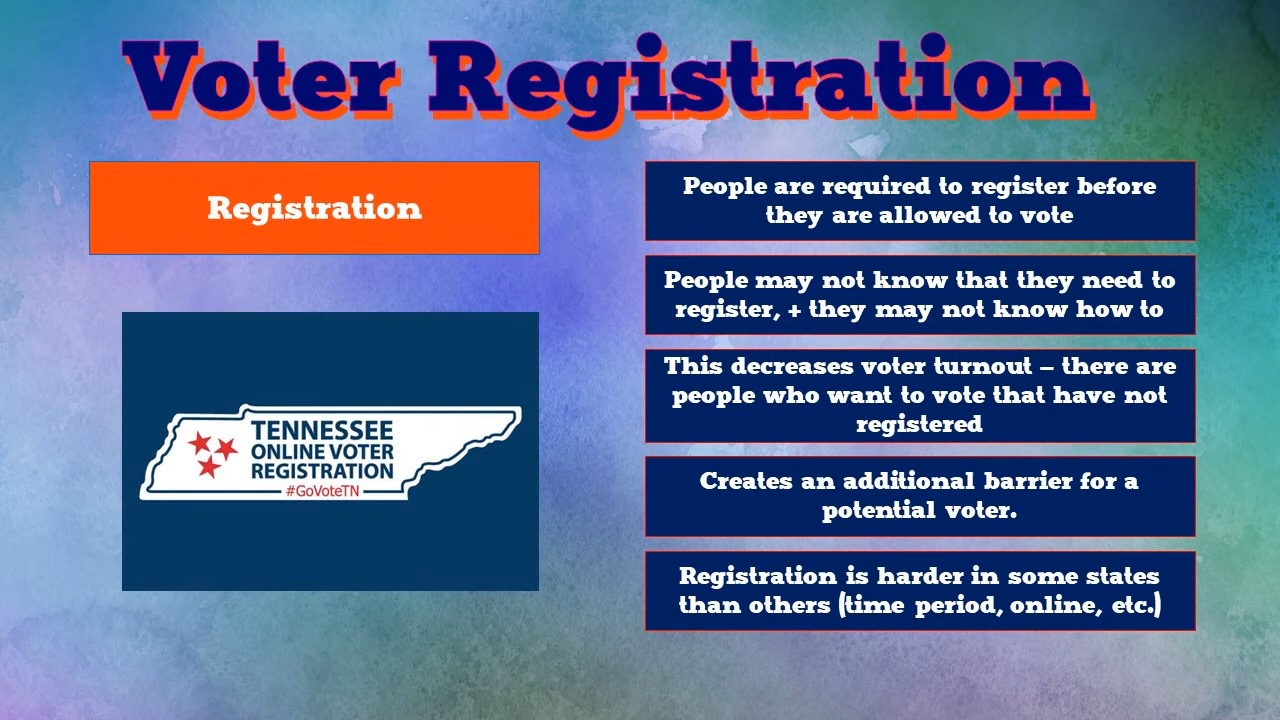 Voter Registration
Registration
TENNESSEE
ONLINE VOTER
REGISTRATION
#GoVoteTN
People are required to register before
they are allowed to vote
People may not know that they need to
register, + they may not know how to
This decreases voter turnout – there are
people who want to vote that have not
registered
Creates an additional barrier for a
potential voter.
Registration is harder in some states
than others (time period, online, etc.)